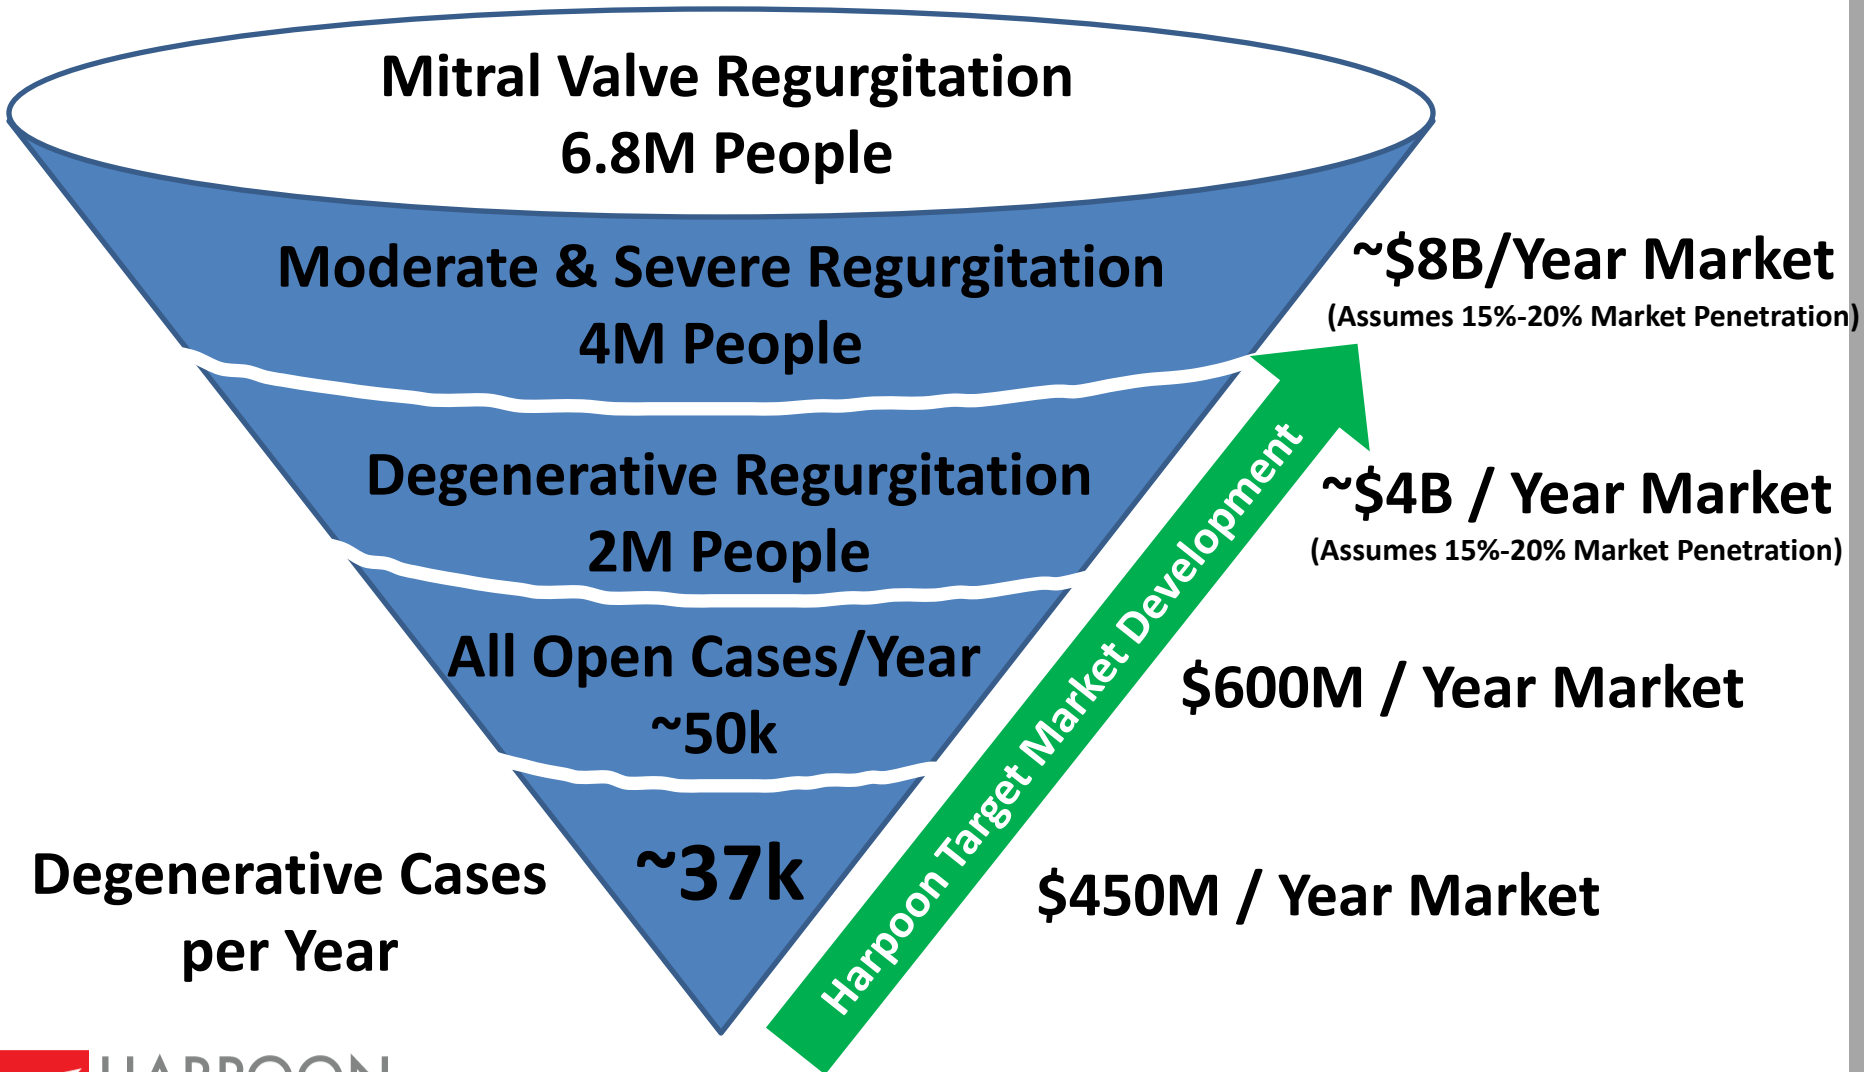 Mitral Valve Regurgitation
6.8M People
Moderate & Severe Regurgitation
4M People
~$8B/Year Market
(Assumes 15%-20% Market Penetration)
Degenerative Regurgitation
2M People
~$4B / Year Market
(Assumes 15%-20% Market Penetration)
All Open Cases/Year
~50k
$600M / Year Market
Harpoon Target Market Development
Degenerative Cases
per Year
~37k
$450M / Year Market
HARPOON